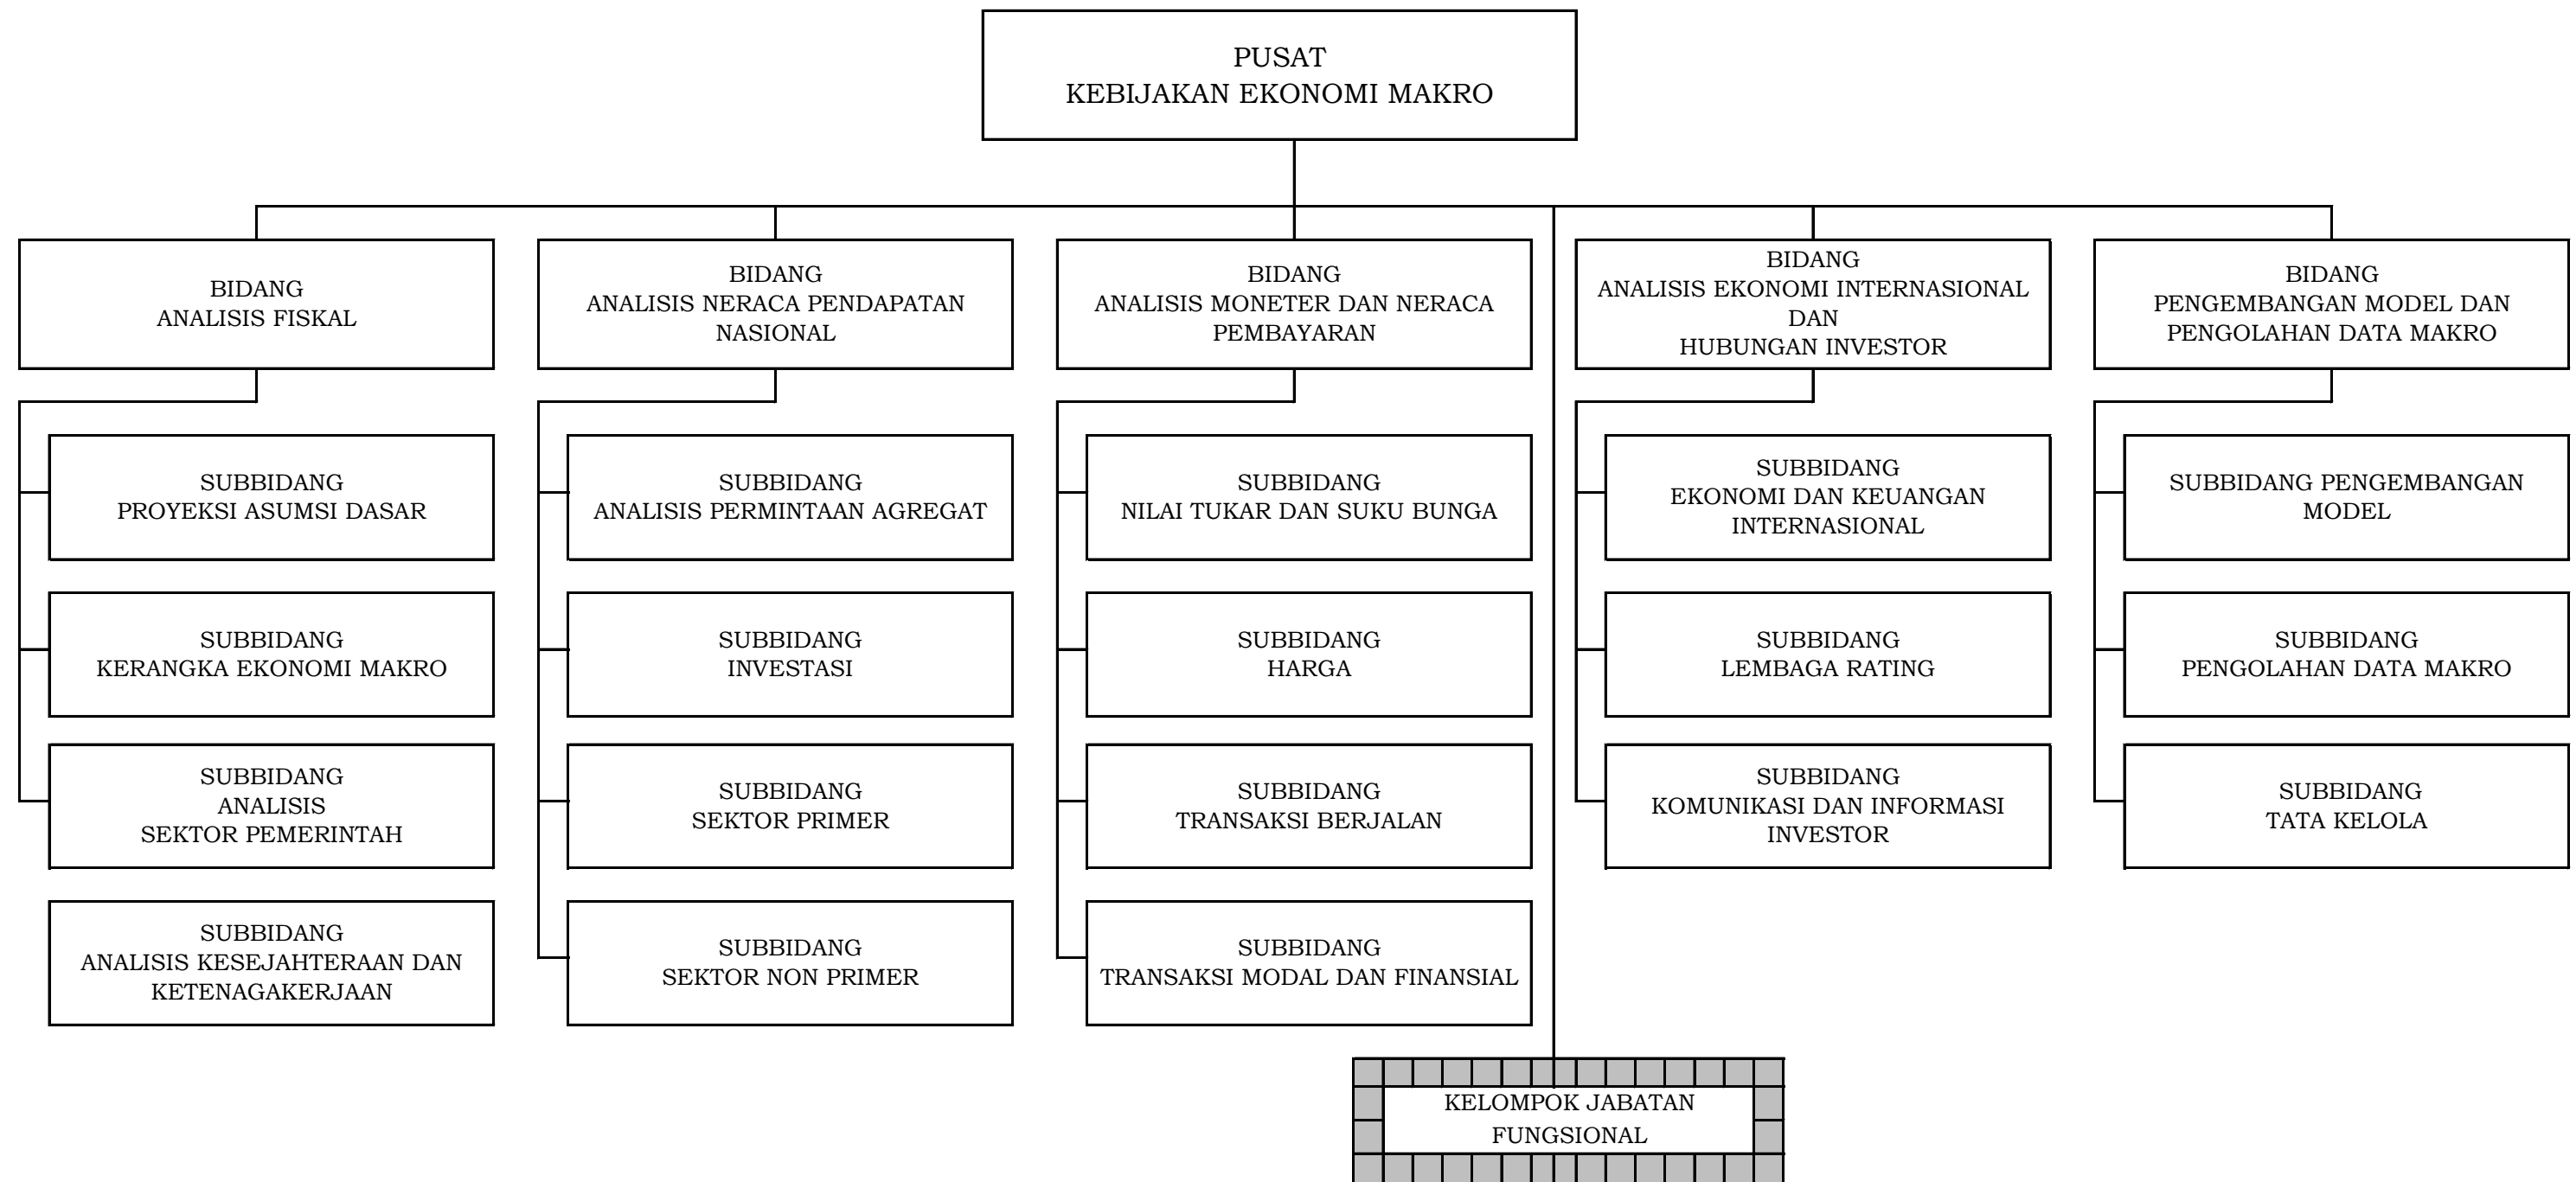 PUSAT
KEBIJAKAN EKONOMI MAKRO
BIDANG
ANALISIS FISKAL
BIDANG
ANALISIS NERACA PENDAPATAN
NASIONAL
BIDANG
ANALISIS MONETER DAN NERACA
PEMBAYARAN
BIDANG
ANALISIS EKONOMI INTERNASIONAL
DAN
HUBUNGAN INVESTOR
BIDANG
PENGEMBANGAN MODEL DAN
PENGOLAHAN DATA MAKRO
SUBBIDANG
PROYEKSI ASUMSI DASAR
SUBBIDANG
ANALISIS PERMINTAAN AGREGAT
SUBBIDANG
NILAI TUKAR DAN SUKU BUNGA
SUBBIDANG
EKONOMI DAN KEUANGAN
INTERNASIONAL
SUBBIDANG PENGEMBANGAN
MODEL
SUBBIDANG
KERANGKA EKONOMI MAKRO
SUBBIDANG
INVESTASI
SUBBIDANG
HARGA
SUBBIDANG
LEMBAGA RATING
SUBBIDANG
PENGOLAHAN DATA MAKRO
SUBBIDANG
ANALISIS
SEKTOR PEMERINTAH
SUBBIDANG
SEKTOR PRIMER
SUBBIDANG
TRANSAKSI BERJALAN
SUBBIDANG
KOMUNIKASI DAN INFORMASI
INVESTOR
SUBBIDANG
TATA KELOLA
SUBBIDANG
ANALISIS KESEJAHTERAAN DAN
KETENAGAKERJAAN
SUBBIDANG
SEKTOR NON PRIMER
SUBBIDANG
TRANSAKSI MODAL DAN FINANSIAL
KELOMPOK JABATAN
FUNGSIONAL